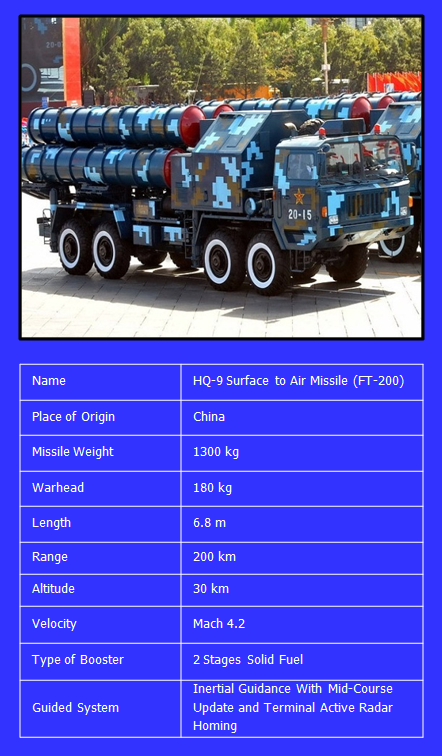 20-15
Name HQ-9 Surface to Air Missile (FT-200)
Place of Origin China
Missile Weight 1300 kg
Warhead 180 kg
Length 6.8 m
Range 200 km
Altitude 30 km
Velocity Mach 4.2
Type of Booster 2 Stages Solid Fuel
Guided System Inertial Guidance With Mid-Course
Update and Terminal Active Radar
Homing